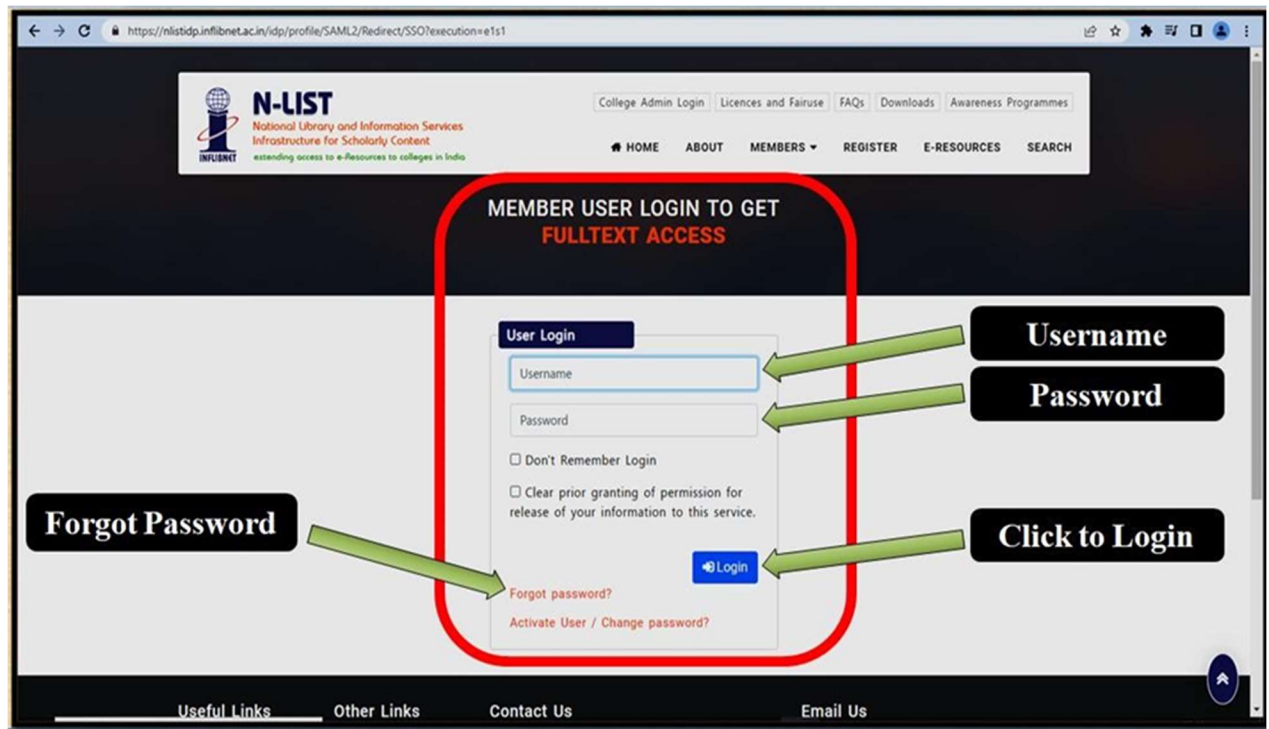 https://nlistidp.inflibnet.ac.in/idp/profile/SAML2/Redirect/SSO?execution=e1s1
INFLIBNET
N-LIST
National Library and Information Services
Infrastructure for Scholarly Content
extending access to e-Resources to colleges in India
College Admin Login Licences and Fairuse FAQs Downloads Awareness Programmes
HOME ABOUT MEMBERS REGISTER E-RESOURCES SEARCH
MEMBER USER LOGIN TO GET
FULLTEXT ACCESS
User Login
Username
Username
Password
Password
Don't Remember Login
Clear prior granting of permission for
release of your information to this service.
Forgot Password
Click to Login
Login
Forgot password?
Activate User / Change password?
Useful Links Other Links Contact Us Email Us